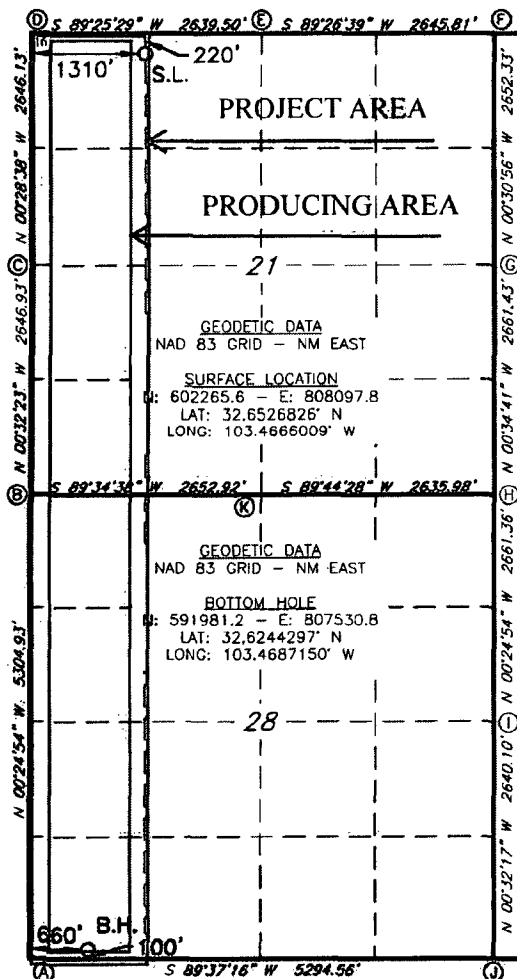 Ⓓ S 89°25'29" W 2639.50' Ⓔ S 89°26'39" W 2645.81' Ⓕ
16
1310'
220'
S.L.
N 00°28'38" W 2646.13'
N 00°30'56" W 2652.33'
PROJECT AREA
PRODUCING AREA
Ⓒ
21
Ⓖ
GEODETIC DATA
NAD 83 GRID - NM EAST
SURFACE LOCATION
N: 602265.6 - E: 808097.8
LAT: 32.6526826° N
LONG: 103.4666009° W
N 00°32'23" W 2646.93'
N 00°34'41" W 2661.43'
S 89°34'38" W 2652.92' S 89°44'28" W 2635.98'
Ⓑ
Ⓚ
Ⓗ
GEODETIC DATA
NAD 83 GRID - NM EAST
BOTTOM HOLE
N: 591981.2 - E: 807530.8
LAT: 32.6244297° N
LONG: 103.4687150° W
N 00°24'54" W 5304.93'
N 00°24'54" W 2661.36'
28
Ⓘ
N 00°32'17" W 2640.10'
660'
B.H.
100'
Ⓐ
S 89°37'16" W 5294.56'
Ⓙ